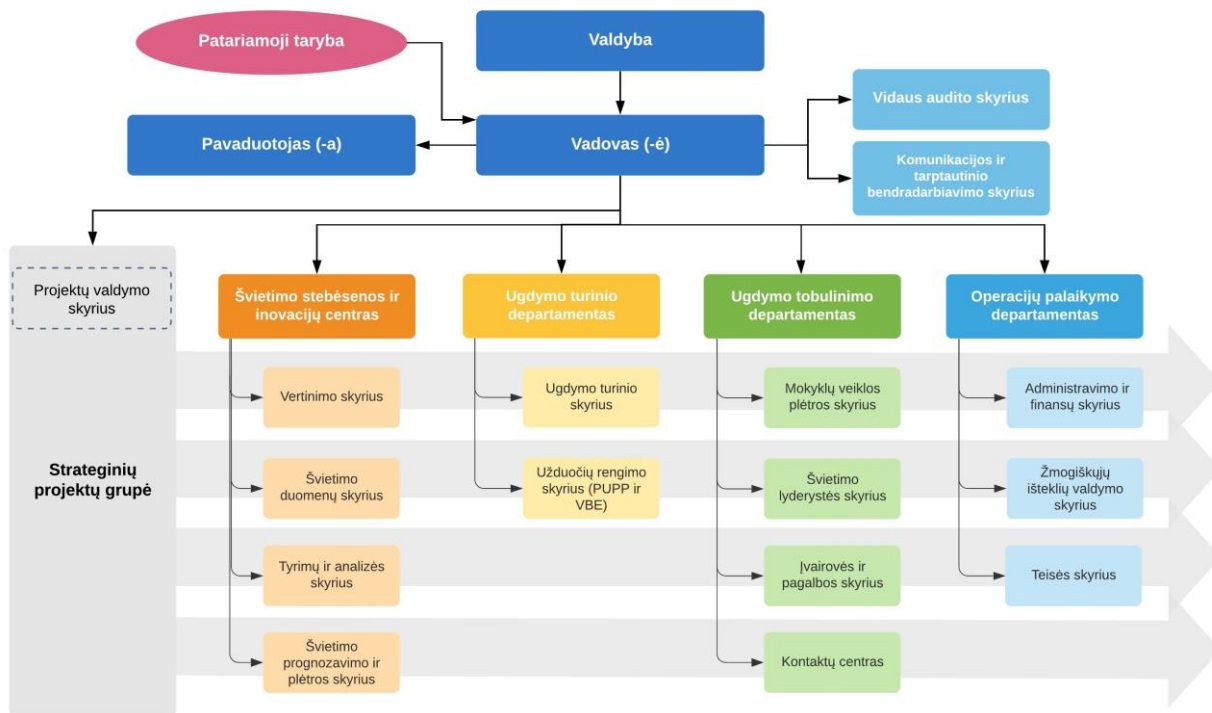 Patariamoji taryba
Valdyba
Vidaus audito skyrius
Pavaduotojas (-a)
Vadovas (-ė)
Komunikacijos ir
tarptautinio
bendradarbiavimo skyrius
Projektų valdymo
skyrius
Strateginių
projektų grupė
Švietimo stebėsenos ir
inovacijų centras
Vertinimo skyrius
Švietimo
duomenų skyrius
Tyrimų ir analizės
skyrius
Švietimo
prognozavimo ir
plėtros skyrius
Ugdymo turinio
departamentas
Ugdymo turinio
skyrius
Užduočių rengimo
skyrius (PUPP ir
VBE)
Ugdymo tobulinimo
departamentas
Mokyklų veiklos
plėtros skyrius
Švietimo
lyderystės skyrius
Įvairovės ir
pagalbos skyrius
Kontaktų centras
Operacijų palaikymo
departamentas
Administravimo ir
finansų skyrius
Žmogiškųjų
išteklių valdymo
skyrius
Teisės skyrius